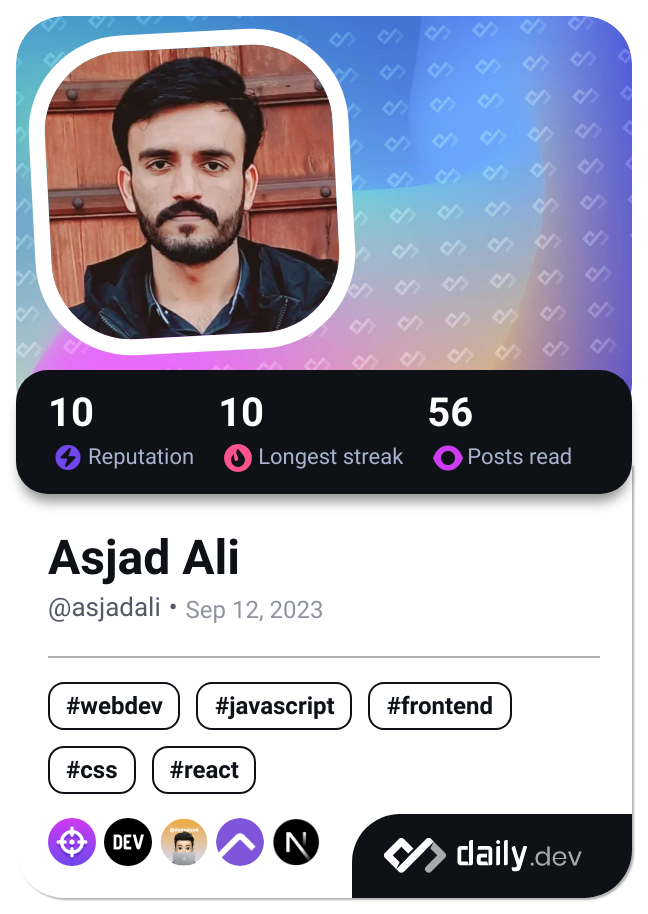 10 10 56
Reputation Longest streak Posts read
Asjad Ali
@asjadali • Sep 12, 2023
#webdev #javascript #frontend
#css #react
DEV N daily.dev